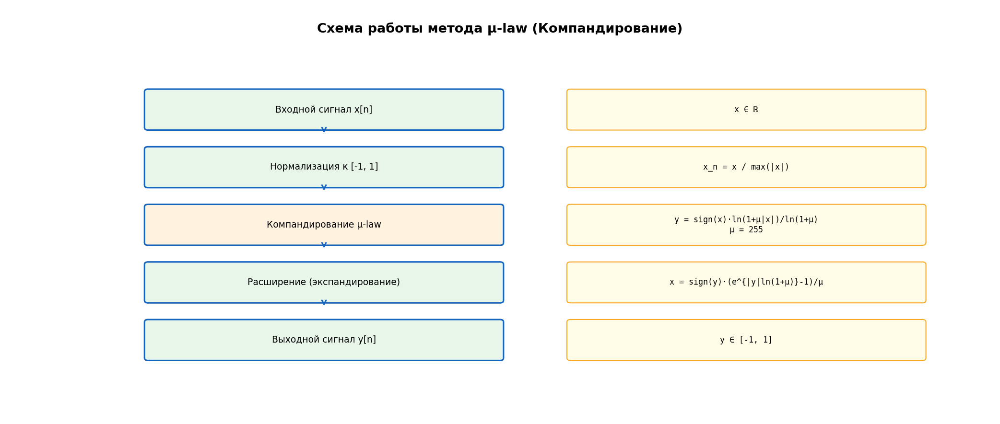 Схема работы метода μ-law (Компандирование)
Входной сигнал x[n]
x ∈ ℝ
Нормализация к [-1, 1]
x_n = x / max(|x|)
Компандирование μ-law
y = sign(x)·ln(1+μ|x|)/ln(1+μ)
μ = 255
Расширение (экспандирование)
x = sign(y)·(e^{|y|ln(1+μ)}-1)/μ
Выходной сигнал y[n]
y ∈ [-1, 1]